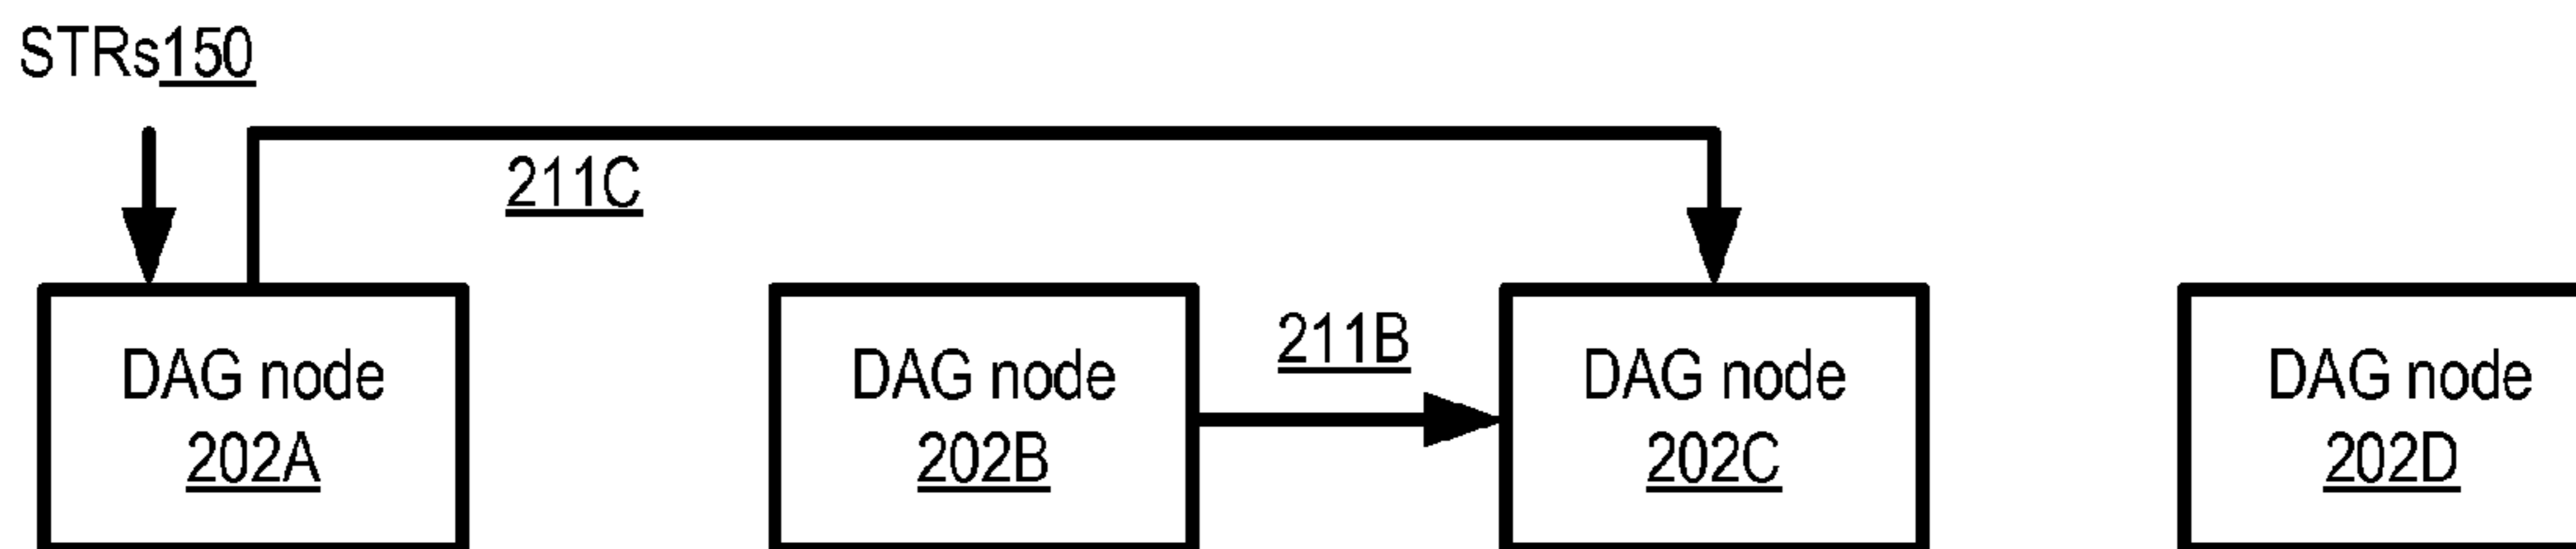 STRs150
211C
211B
DAG node
202A
DAG node
202B
DAG node
202C
DAG node
202D